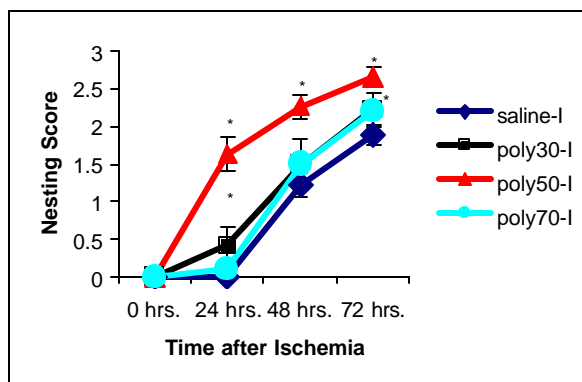 3
2.5
2
1.5
1
0.5
0
Nesting Score
* * * * *
0 hrs. 24 hrs. 48 hrs. 72 hrs.
Time after Ischemia
saline-I
poly30-I
poly50-I
poly70-I